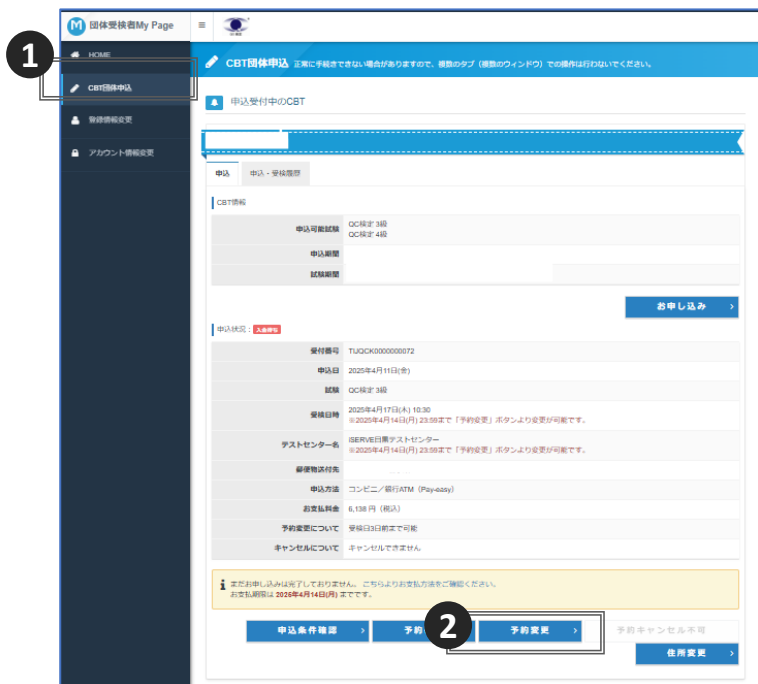 団体受検者My Page
1
HOME
CBT団体申込
登録情報変更
アカウント情報変更
CBT団体申込 正常に手続きできない場合がありますので、複数のタブ（複数のウィンドウ）での操作は行わないでください。
申込受付中のCBT
申込
申込・受検履歴
CBT情報
申込可能試験 QC検定 3級
QC検定 4級
申込期間
試験期間
お申し込み
申込状況： 入金待ち
受付番号 TUQCK0000000072
申込日 2025年4月11日(金)
試験 QC検定 3級
受検日時 2025年4月17日(木) 10:30
※2025年4月14日(月) 23:59まで「予約変更」ボタンより変更が可能です。
テストセンター名 iSERVE目黒テストセンター
※2025年4月14日(月) 23:59まで「予約変更」ボタンより変更が可能です。
郵便物送付先
申込方法 コンビニ／銀行ATM（Pay-easy）
お支払料金 6,138 円（税込）
予約変更について 受検日3日前まで可能
キャンセルについて キャンセルできません
まだお申し込みは完了しておりません。こちらよりお支払方法をご確認ください。
お支払期限は 2025年4月14日(月) までです。
申込条件確認
予約
2
予約変更
予約キャンセル不可
住所変更